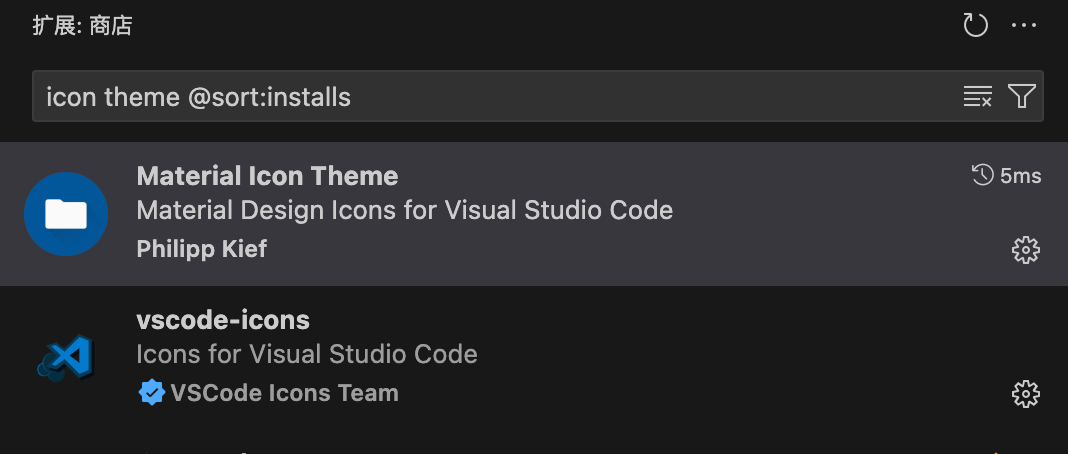 扩展: 商店
icon theme @sort:installs
Material Icon Theme
5ms
Material Design Icons for Visual Studio Code
Philipp Kief
vscode-icons
Icons for Visual Studio Code
VSCode Icons Team